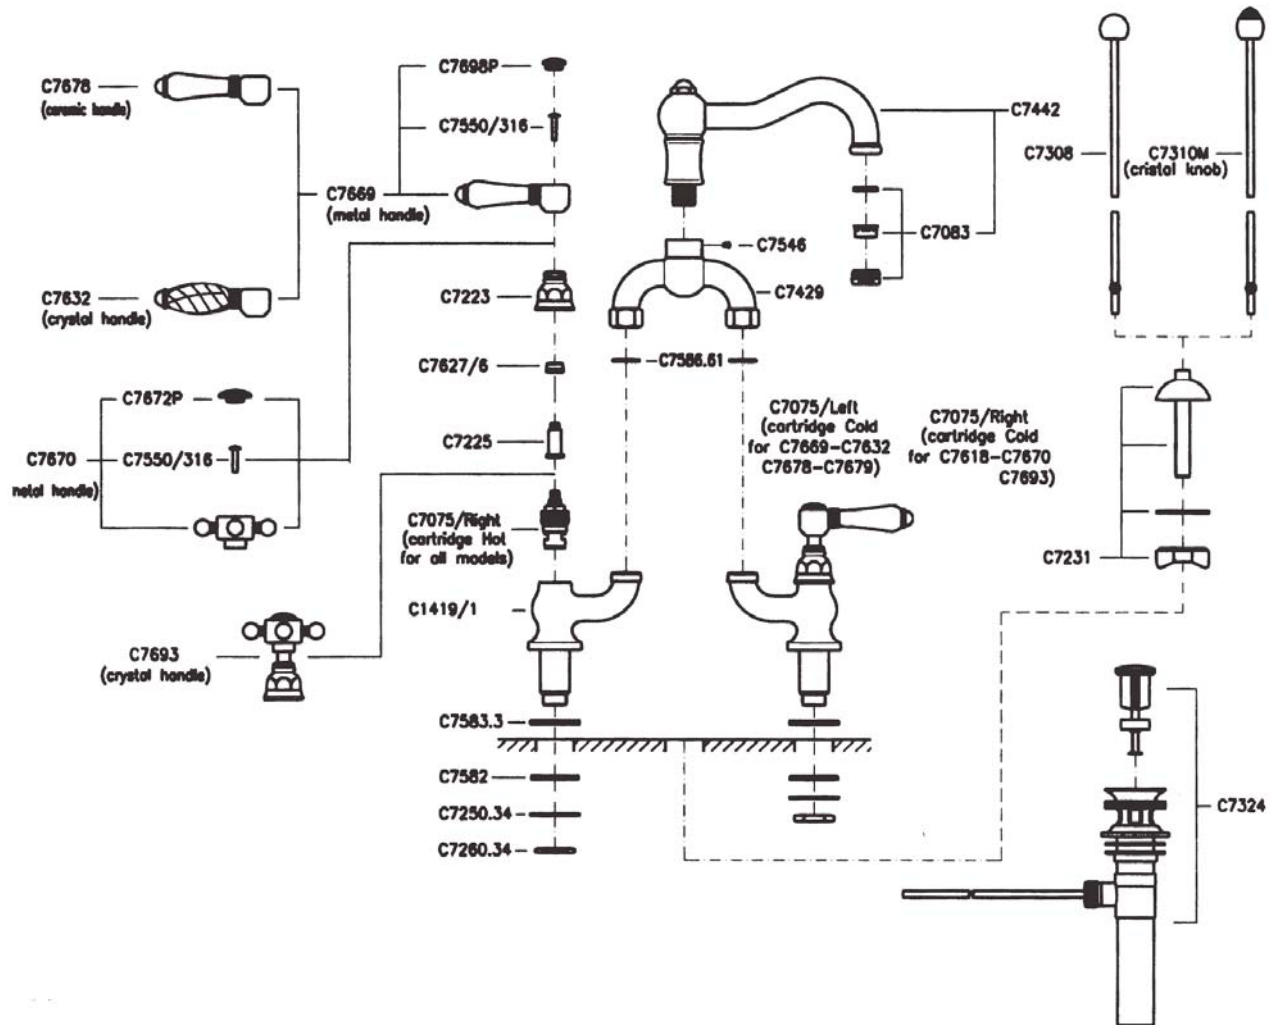 C7678
(ceramic handle)
C7698P
C7550/316
C7669
(metal handle)
C7632
(crystal handle)
C7223
C7627/6
C7225
C7672P
C7670
C7550/316
netal handle)
C7075/Right
(cartridge Hot
for all models)
C1419/1
C7693
(crystal handle)
C7583.3
C7582
C7250.34
C7260.34
C7442
C7083
C7546
C7429
C7586.61
C7075/Left
(cartridge Cold
for C7669-C7632
C7678-C7679)
C7075/Right
(cartridge Cold
for C7618-C7670
C7693)
C7308
C7310M
(cristal knob)
C7231
C7324